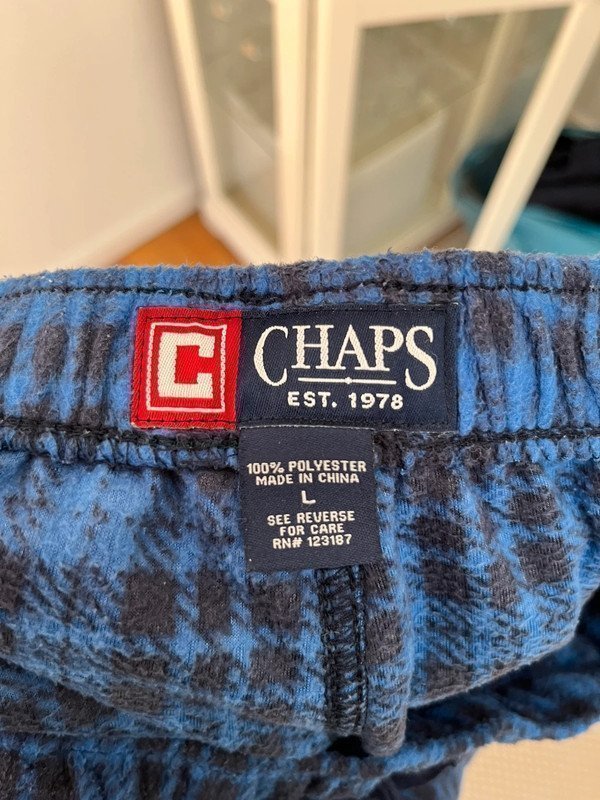 C
CHAPS
EST. 1978
100% POLYESTER
MADE IN CHINA
L
SEE REVERSE
FOR CARE
RN# 123187